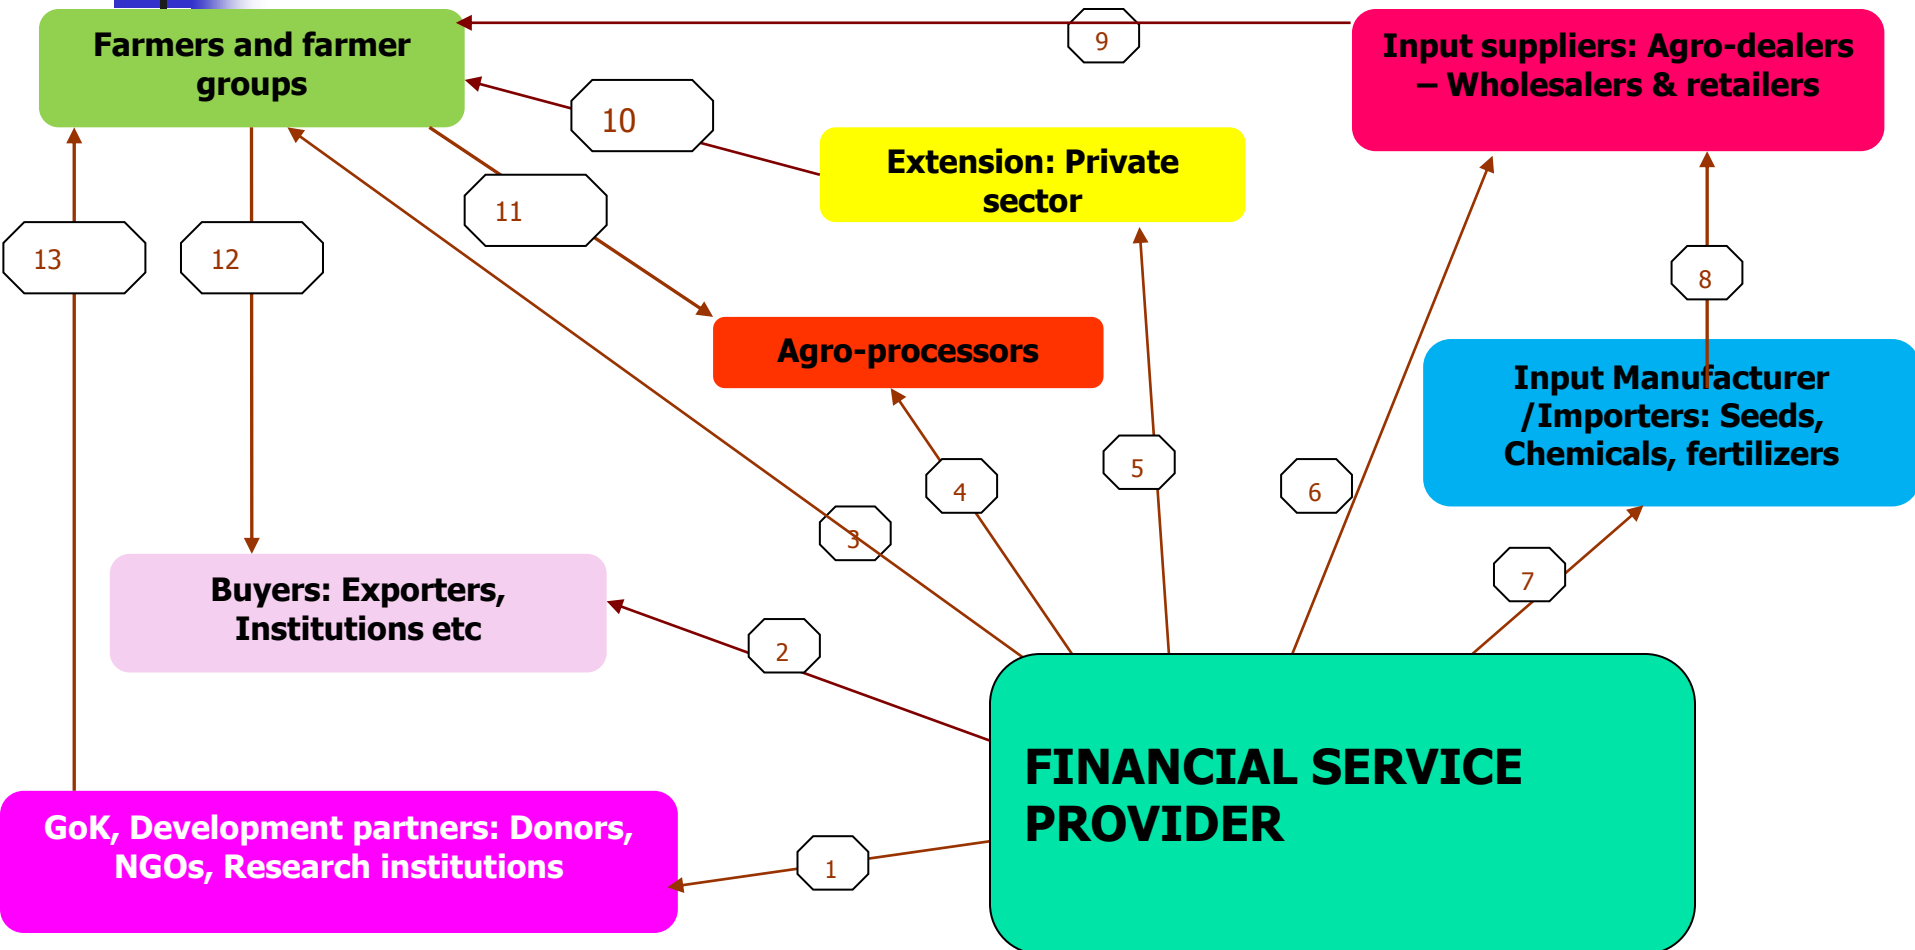 Farmers and farmer
groups
9
Input suppliers: Agro-dealers
– Wholesalers & retailers
10
Extension: Private
sector
11
13
12
8
Agro-processors
Input Manufacturer
/Importers: Seeds,
Chemicals, fertilizers
5
6
4
3
7
Buyers: Exporters,
Institutions etc
2
FINANCIAL SERVICE
PROVIDER
GoK, Development partners: Donors,
NGOs, Research institutions
1